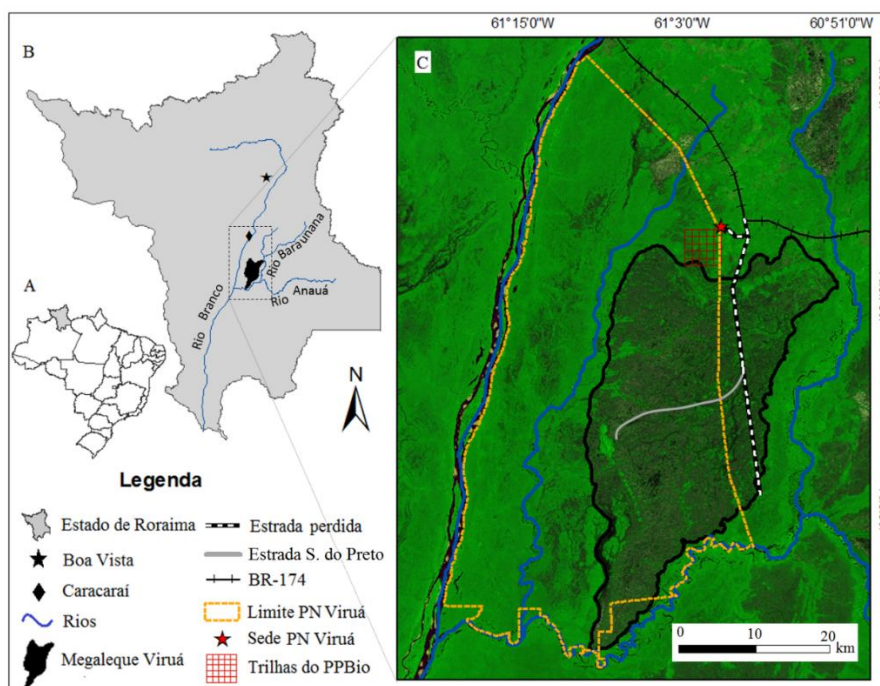 61°15'0"W
61°3'0"W
60°51'0"W
B
C
Rio Baraunana
Rio Branco
Rio Anauá
A
N
Legenda
Estado de Roraima
Boa Vista
Caracaraí
Rios
Megaleque Viruá
Estrada perdida
Estrada S. do Preto
BR-174
Limite PN Viruá
Sede PN Viruá
Trilhas do PPBio
0 10 20
km